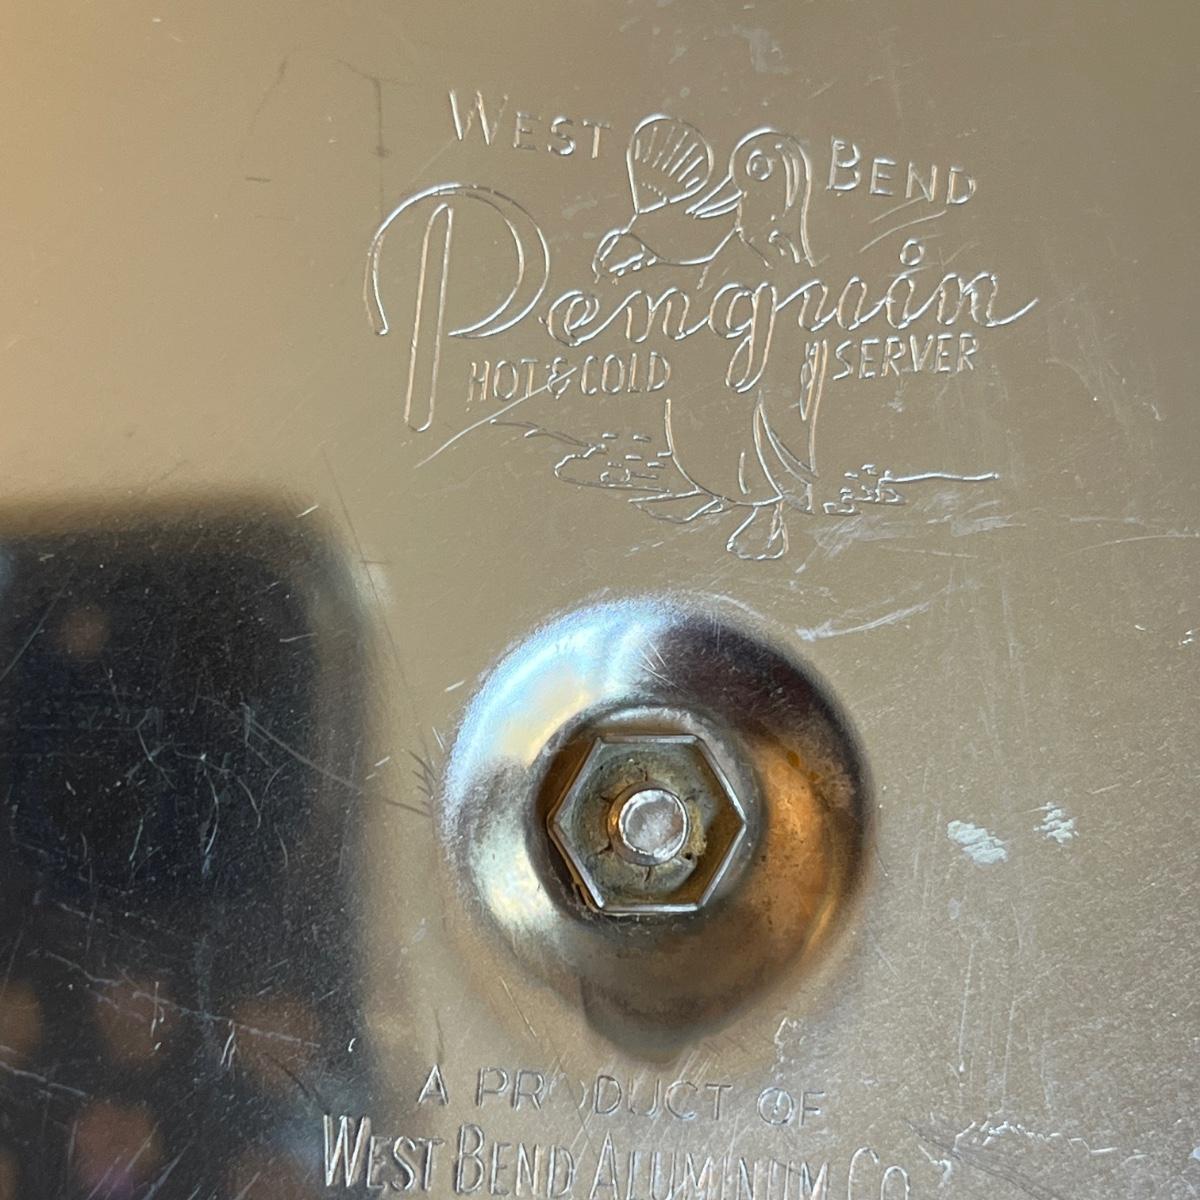 WEST BEND
Penguin
HOT & COLD SERVER
A PRODUCT OF
WEST BEND ALUMINUM CO.